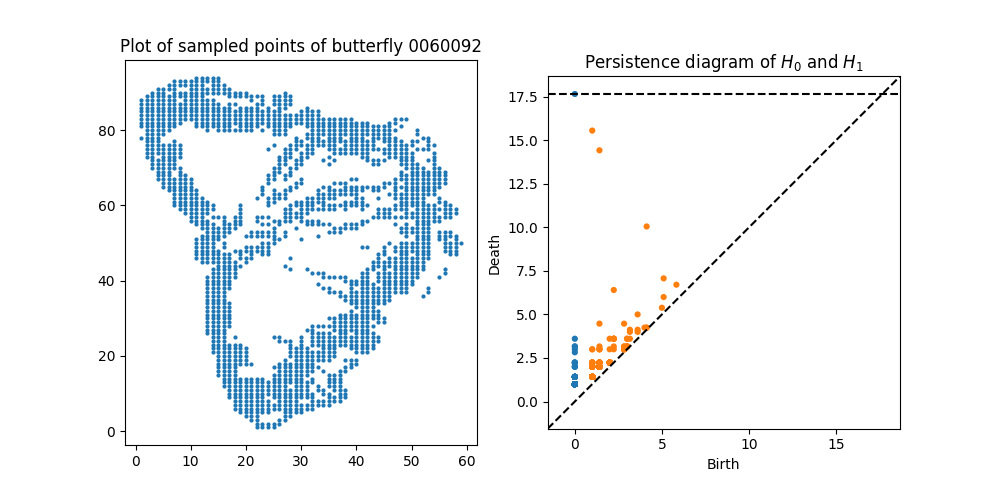 Plot of sampled points of butterfly 0060092
80
60
40
20
0
0 10 20 30 40 50 60
Persistence diagram of H₀ and H₁
Death
17.5
15.0
12.5
10.0
7.5
5.0
2.5
0.0
0 5 10 15
Birth